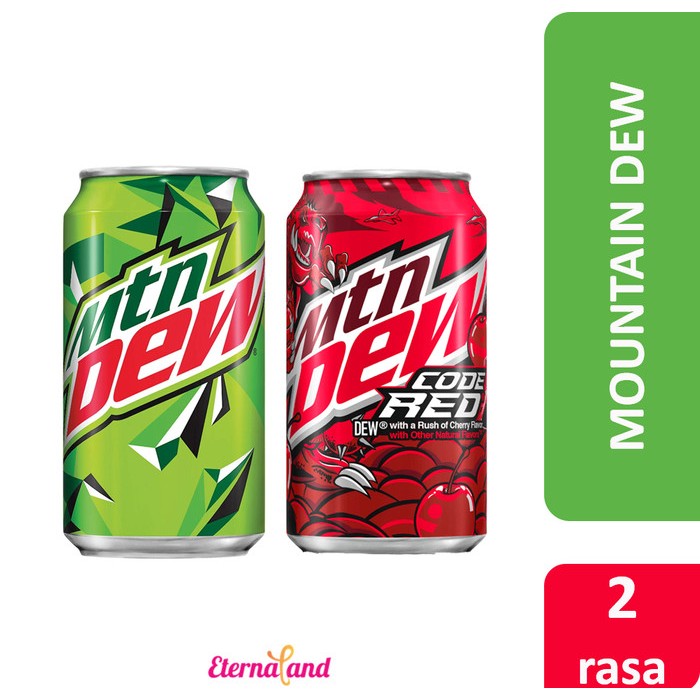 Mtn
Dew
®
Mtn
Dew
CODE
RED
DEW® with a Rush of Cherry Flavor
with Other Natural Flavors
MOUNTAIN DEW
2
rasa
Eternaland